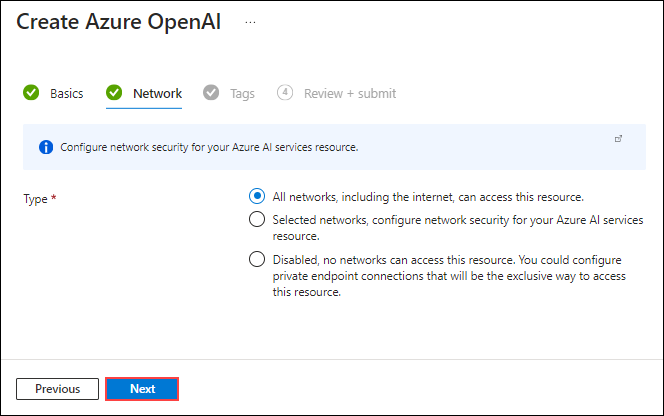 Create Azure OpenAI ...
Basics Network Tags 4 Review + submit
Configure network security for your Azure AI services resource.
Type * All networks, including the internet, can access this resource.
Selected networks, configure network security for your Azure AI services
resource.
Disabled, no networks can access this resource. You could configure
private endpoint connections that will be the exclusive way to access
this resource.
Previous Next